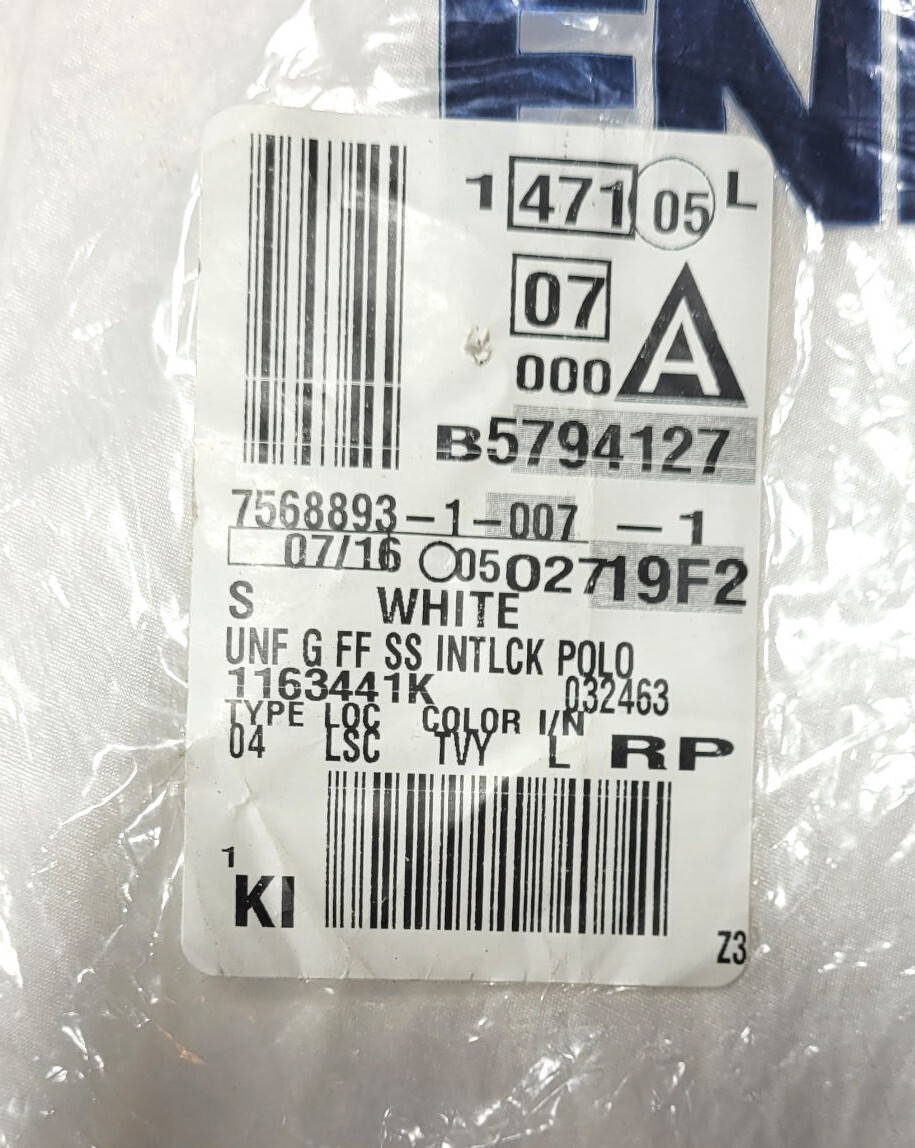 1 471 05 L
07
000 A
B5794127
7568893-1-007 -1
07/16 05 02719F2
S WHITE
UNF G FF SS INTLCK POLO
1163441K 032463
TYPE LOC COLOR I/N
04 LSC TVY L RP
1
KI
Z3